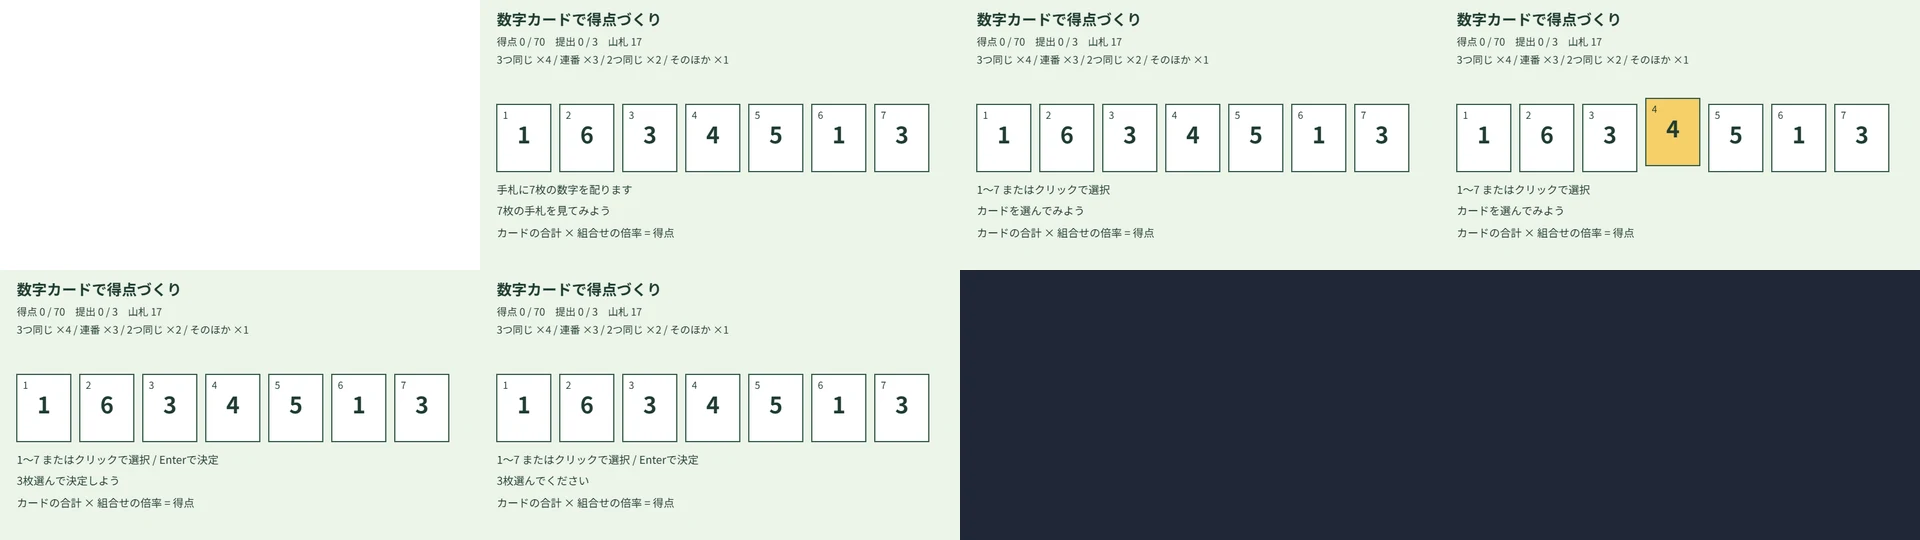 数字カードで得点づくり
得点 0 / 70　提出 0 / 3　山札 17
3つ同じ ×4 / 連番 ×3 / 2つ同じ ×2 / そのほか ×1
1 2 3 4 5 6 7
1 6 3 4 5 1 3
手札に7枚の数字を配ります
7枚の手札を見てみよう
カードの合計 × 組合せの倍率 = 得点
数字カードで得点づくり
得点 0 / 70　提出 0 / 3　山札 17
3つ同じ ×4 / 連番 ×3 / 2つ同じ ×2 / そのほか ×1
1 2 3 4 5 6 7
1 6 3 4 5 1 3
1〜7 またはクリックで選択
カードを選んでみよう
カードの合計 × 組合せの倍率 = 得点
数字カードで得点づくり
得点 0 / 70　提出 0 / 3　山札 17
3つ同じ ×4 / 連番 ×3 / 2つ同じ ×2 / そのほか ×1
1 2 3 4 5 6 7
1 6 3 4 5 1 3
1〜7 またはクリックで選択
カードを選んでみよう
カードの合計 × 組合せの倍率 = 得点
数字カードで得点づくり
得点 0 / 70　提出 0 / 3　山札 17
3つ同じ ×4 / 連番 ×3 / 2つ同じ ×2 / そのほか ×1
1 2 3 4 5 6 7
1 6 3 4 5 1 3
1〜7 またはクリックで選択 / Enterで決定
3枚選んで決定しよう
カードの合計 × 組合せの倍率 = 得点
数字カードで得点づくり
得点 0 / 70　提出 0 / 3　山札 17
3つ同じ ×4 / 連番 ×3 / 2つ同じ ×2 / そのほか ×1
1 2 3 4 5 6 7
1 6 3 4 5 1 3
1〜7 またはクリックで選択 / Enterで決定
3枚選んでください
カードの合計 × 組合せの倍率 = 得点